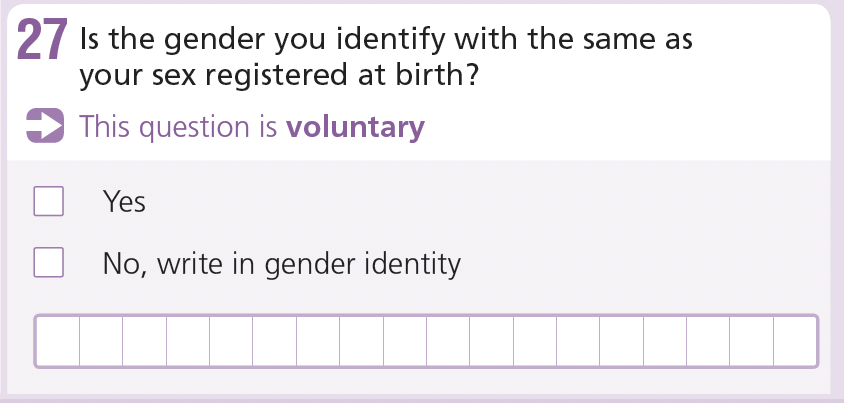 27 Is the gender you identify with the same as
your sex registered at birth?
This question is voluntary
Yes
No, write in gender identity